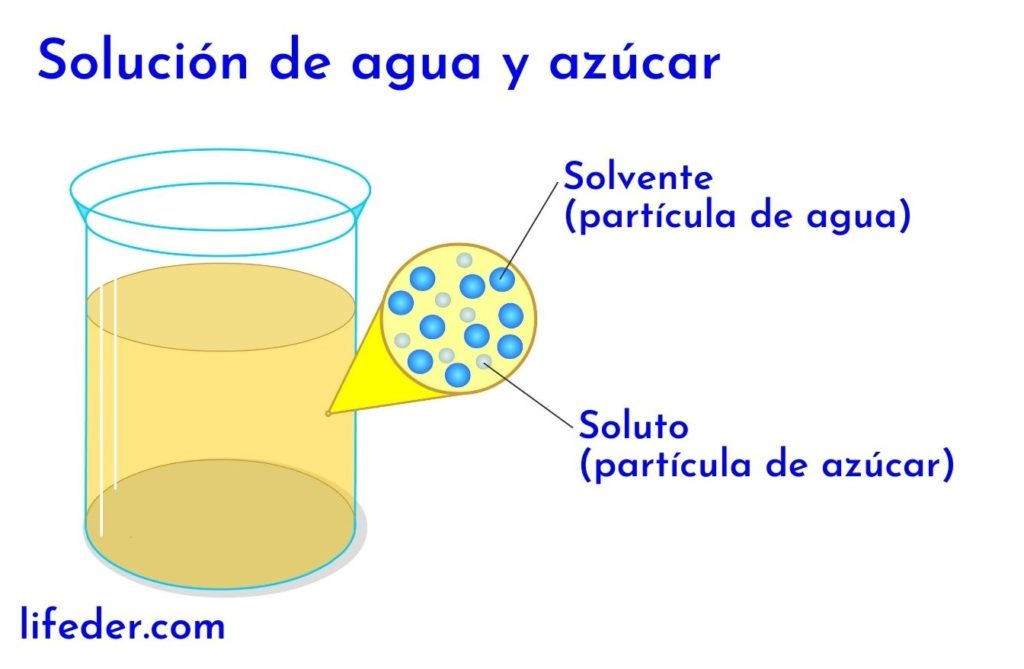 Solución de agua y azúcar
Solvente
(partícula de agua)
Soluto
(partícula de azúcar)
lifeder.com